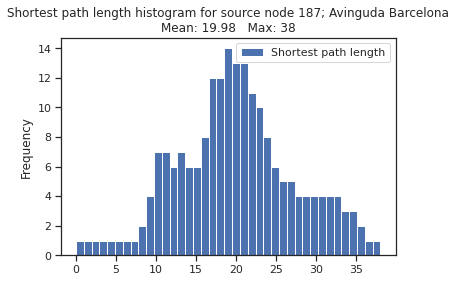 Shortest path length histogram for source node 187; Avinguda Barcelona
Mean: 19.98   Max: 38
Shortest path length
Frequency
14
12
10
8
6
4
2
0
0 5 10 15 20 25 30 35